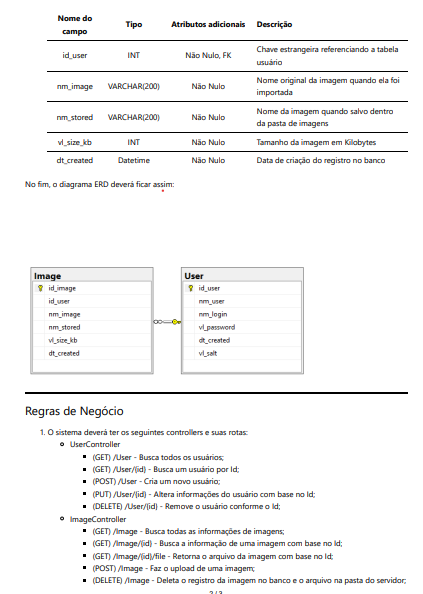 Nome do
campo Tipo Atributos adicionais Descrição
id_user INT Não Nulo, FK Chave estrangeira referenciando a tabela
usuário
nm_image VARCHAR(200) Não Nulo Nome original da imagem quando ela foi
importada
nm_stored VARCHAR(200) Não Nulo Nome da imagem quando salvo dentro
da pasta de imagens
vl_size_kb INT Não Nulo Tamanho da imagem em Kilobytes
dt_created Datetime Não Nulo Data de criação do registro no banco
No fim, o diagrama ERD deverá ficar assim:
Image
id_image
id_user
nm_image
nm_stored
vl_size_kb
dt_created
User
id_user
nm_user
nm_login
vl_password
dt_created
vl_salt
Regras de Negócio
1. O sistema deverá ter os seguintes controllers e suas rotas:
UserController
(GET) /User - Busca todos os usuários;
(GET) /User/{id} - Busca um usuário por Id;
(POST) /User - Cria um novo usuário;
(PUT) /User/{id} - Altera informações do usuário com base no Id;
(DELETE) /User/{id} - Remove o usuário conforme o Id;
ImageController
(GET) /Image - Busca todas as informações de imagens;
(GET) /Image/{id} - Busca a informação de uma imagem com base no Id;
(GET) /Image/{id}/file - Retorna o arquivo da imagem com base no Id;
(POST) /Image - Faz o upload de uma imagem;
(DELETE) /Image - Deleta o registro da imagem no banco e o arquivo na pasta do servidor;
2 / 3